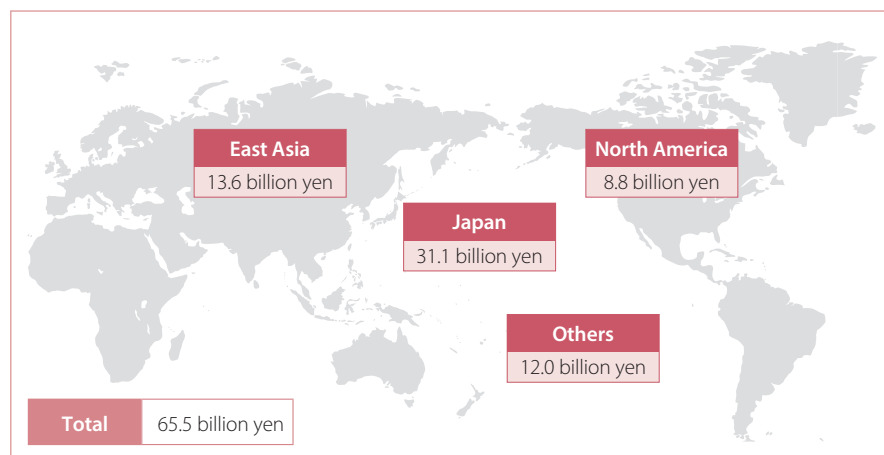 East Asia
13.6 billion yen
North America
8.8 billion yen
Japan
31.1 billion yen
Others
12.0 billion yen
Total 65.5 billion yen